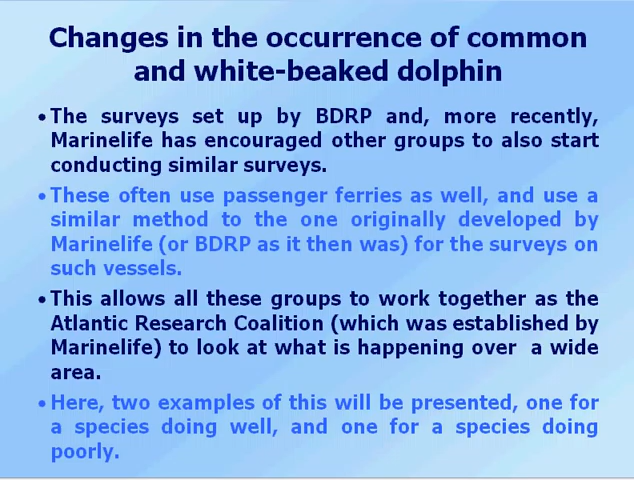 Changes in the occurrence of common
and white-beaked dolphin
• The surveys set up by BDRP and, more recently,
Marinelife has encouraged other groups to also start
conducting similar surveys.
• These often use passenger ferries as well, and use a
similar method to the one originally developed by
Marinelife (or BDRP as it then was) for the surveys on
such vessels.
• This allows all these groups to work together as the
Atlantic Research Coalition (which was established by
Marinelife) to look at what is happening over  a wide
area.
• Here, two examples of this will be presented, one for
a species doing well, and one for a species doing
poorly.